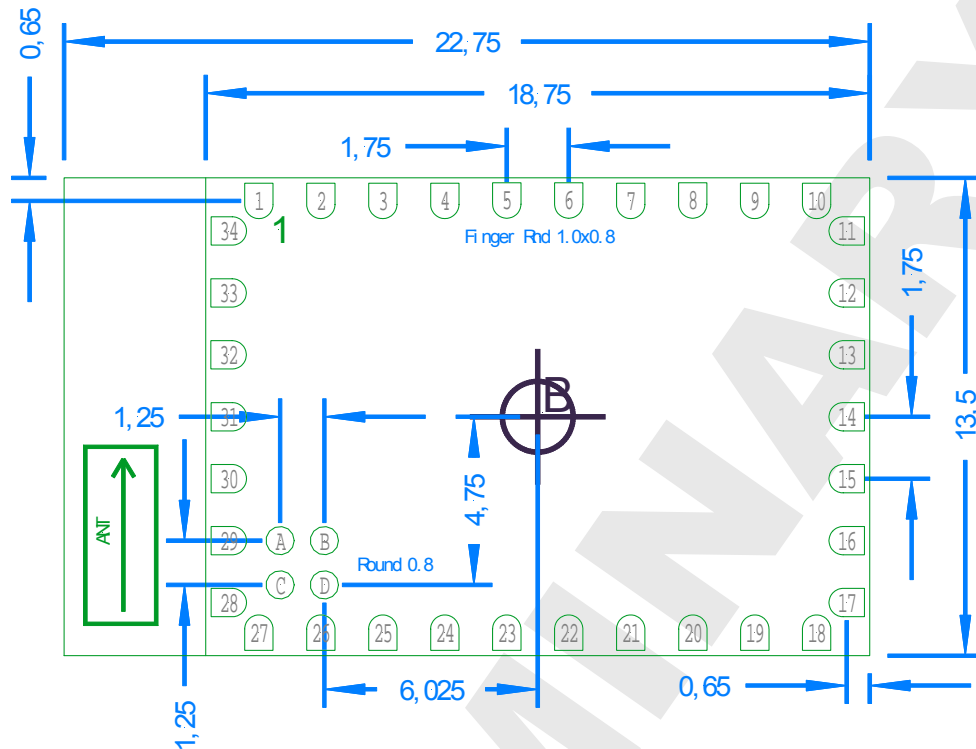 0,65
22,75
18,75
1,75
1 2 3 4 5 6 7 8 9 10
34 1 11
Finger Rnd 1.0x0.8
33 12
1,75
32 13
B
1,25
31 14
13.5
30 15
4,75
ANT
29 A B 16
Round 0.8
C D
28 17
27 26 25 24 23 22 21 20 19 18
6,025
0,65
1,25
MINARY